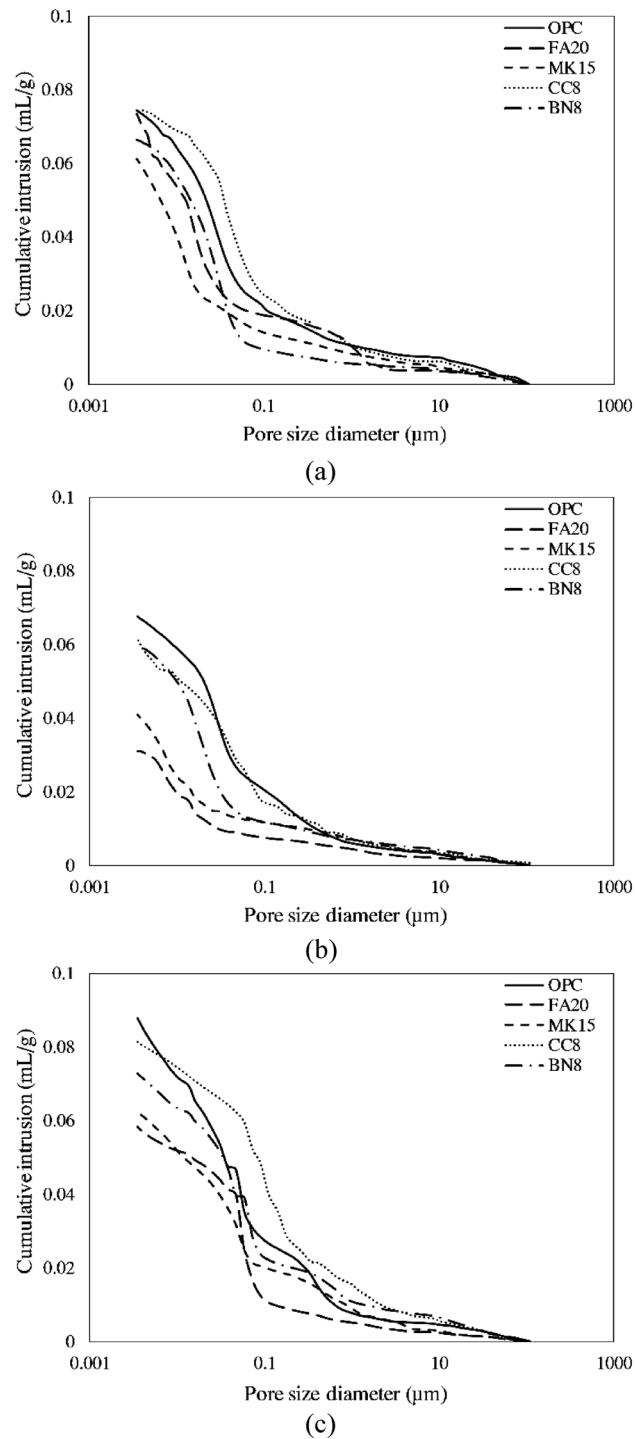 0.1
OPC
FA20
MK15
CC8
BN8
0.08
0.06
0.04
0.02
0
Cumulative intrusion (mL/g)
0.001
0.1
10
1000
Pore size diameter (µm)
(a)
0.1
OPC
FA20
MK15
CC8
BN8
0.08
0.06
0.04
0.02
0
Cumulative intrusion (mL/g)
0.001
0.1
10
1000
Pore size diameter (µm)
(b)
0.1
OPC
FA20
MK15
CC8
BN8
0.08
0.06
0.04
0.02
0
Cumulative intrusion (mL/g)
0.001
0.1
10
1000
Pore size diameter (µm)
(c)